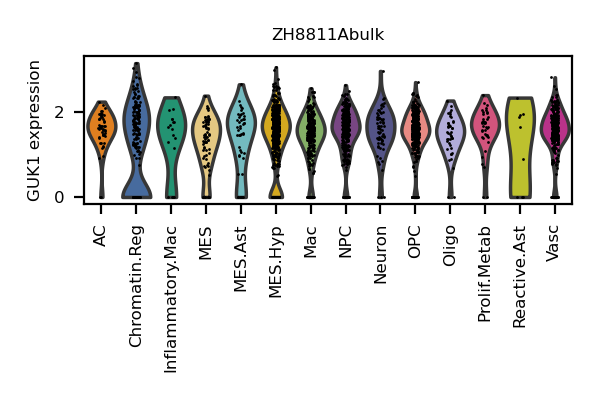 ZH8811Abulk
GUK1 expression
2
0
AC
Chromatin.Reg
Inflammatory.Mac
MES
MES.Ast
MES.Hyp
Mac
NPC
Neuron
OPC
Oligo
Prolif.Metab
Reactive.Ast
Vasc